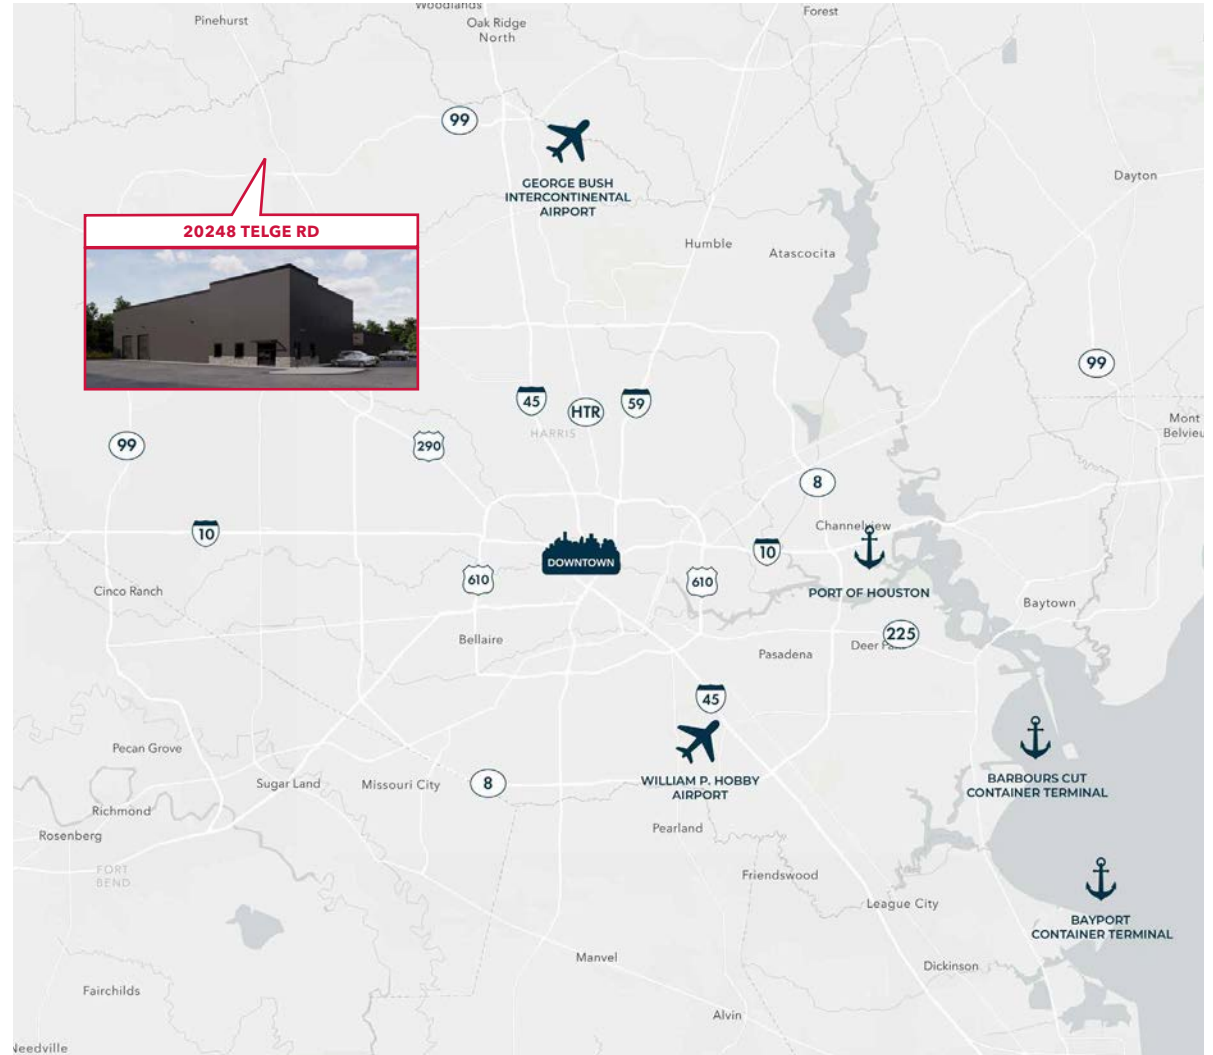 Woodlands
Pinehurst
Oak Ridge
North
Forest
99
GEORGE BUSH
INTERCONTINENTAL
AIRPORT
Dayton
20248 TELGE RD
Humble
Atascocita
99
45
HTR
59
HARRIS
Mont
Belvieu
99
290
8
10
Channelview
10
DOWNTOWN
610
610
PORT OF HOUSTON
Cinco Ranch
Baytown
Bellaire
225
Deer Park
Pasadena
45
Pecan Grove
WILLIAM P. HOBBY
AIRPORT
BARBOURS CUT
CONTAINER TERMINAL
Sugar Land
Missouri City
8
Richmond
Rosenberg
Pearland
FORT
BEND
Friendswood
League City
BAYPORT
CONTAINER TERMINAL
Manvel
Dickinson
Fairchilds
Alvin
Needville